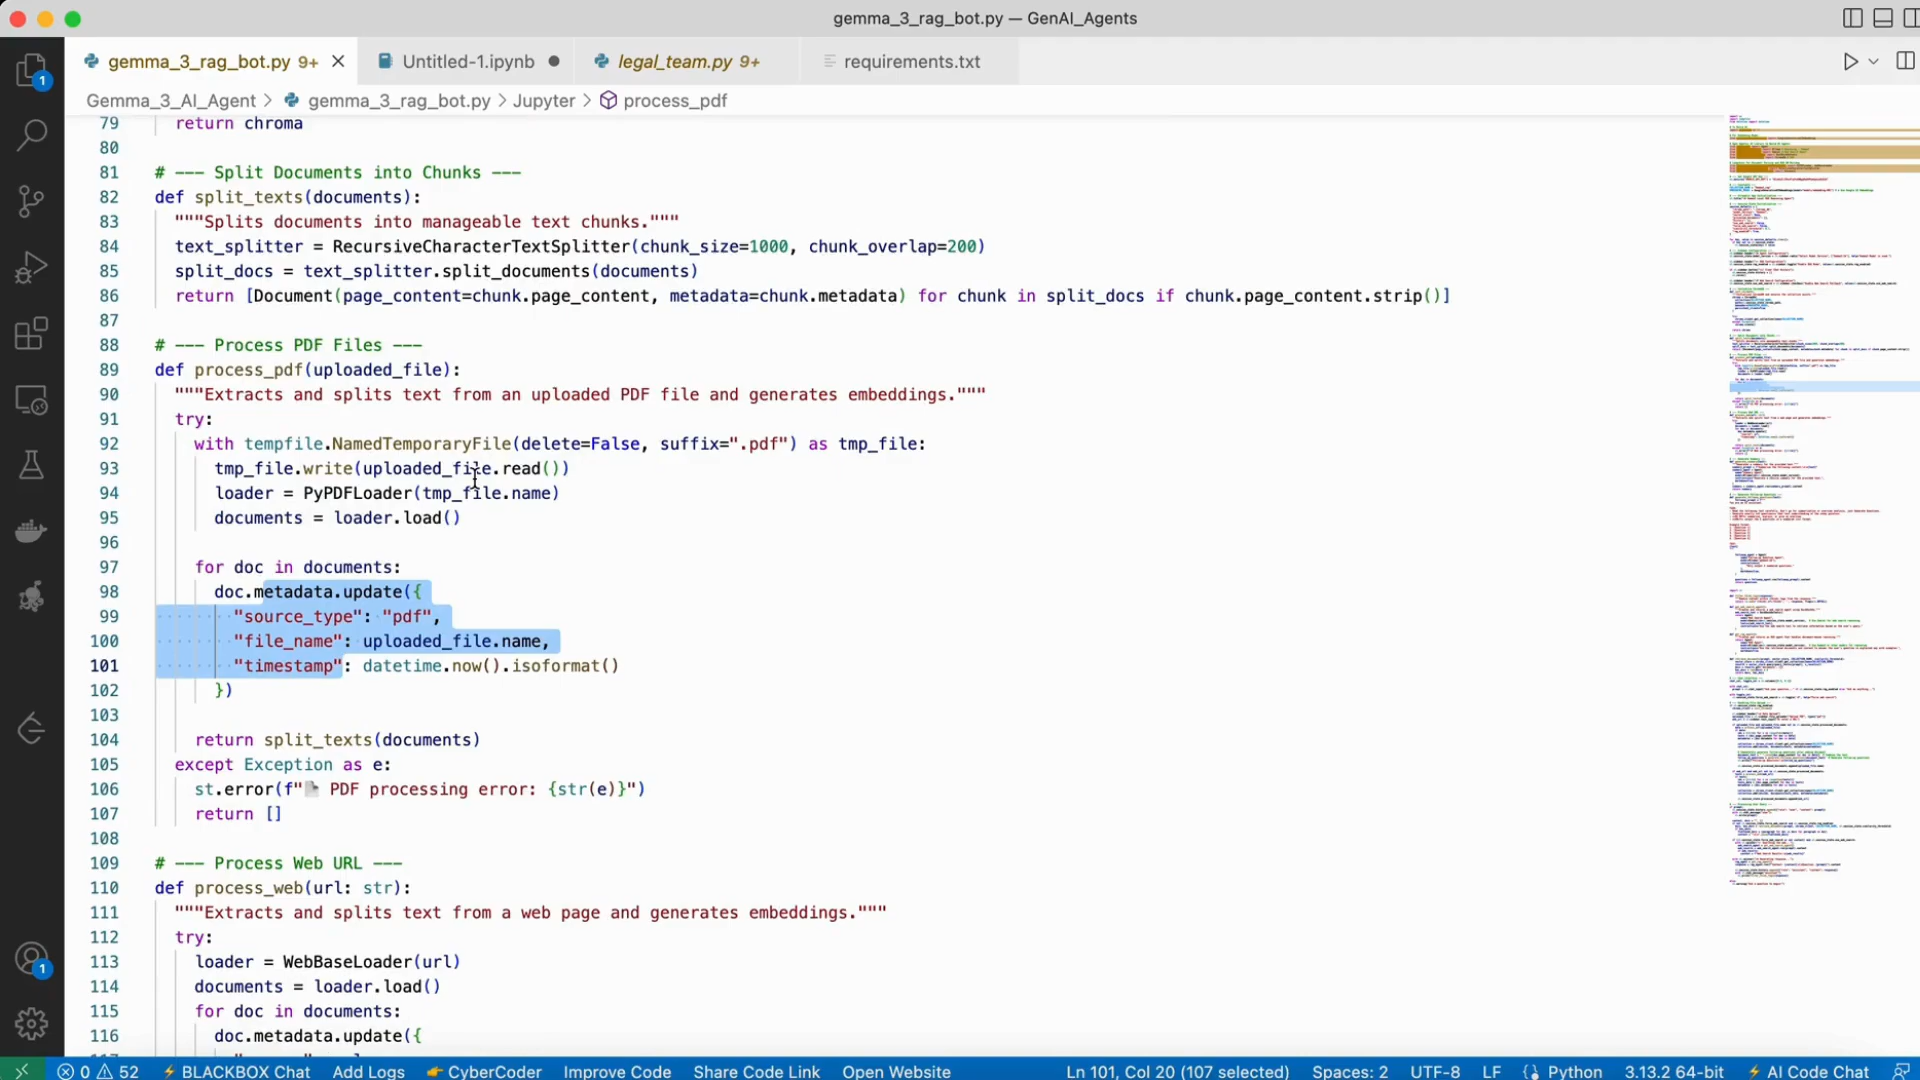 gemma_3_rag_bot.py — GenAI_Agents
gemma_3_rag_bot.py 9+
Untitled-1.ipynb
legal_team.py 9+
requirements.txt
Gemma_3_AI_Agent > gemma_3_rag_bot.py > Jupyter > process_pdf
79 return chroma
80
81 # --- Split Documents into Chunks ---
82 def split_texts(documents):
83 """Splits documents into manageable text chunks."""
84 text_splitter = RecursiveCharacterTextSplitter(chunk_size=1000, chunk_overlap=200)
85 split_docs = text_splitter.split_documents(documents)
86 return [Document(page_content=chunk.page_content, metadata=chunk.metadata) for chunk in split_docs if chunk.page_content.strip()]
87
88 # --- Process PDF Files ---
89 def process_pdf(uploaded_file):
90 """Extracts and splits text from an uploaded PDF file and generates embeddings."""
91 try:
92 with tempfile.NamedTemporaryFile(delete=False, suffix=".pdf") as tmp_file:
93 tmp_file.write(uploaded_file.read())
94 loader = PyPDFLoader(tmp_file.name)
95 documents = loader.load()
96
97 for doc in documents:
98 doc.metadata.update({
99 "source_type": "pdf",
100 "file_name": uploaded_file.name,
101 "timestamp": datetime.now().isoformat()
102 })
103
104 return split_texts(documents)
105 except Exception as e:
106 st.error(f"📄 PDF processing error: {str(e)}")
107 return []
108
109 # --- Process Web URL ---
110 def process_web(url: str):
111 """Extracts and splits text from a web page and generates embeddings."""
112 try:
113 loader = WebBaseLoader(url)
114 documents = loader.load()
115 for doc in documents:
116 doc.metadata.update({
1
1
0 52 BLACKBOX Chat Add Logs CyberCoder Improve Code Share Code Link Open Website Ln 101, Col 20 (107 selected) Spaces: 2 UTF-8 LF Python 3.13.2 64-bit AI Code Chat